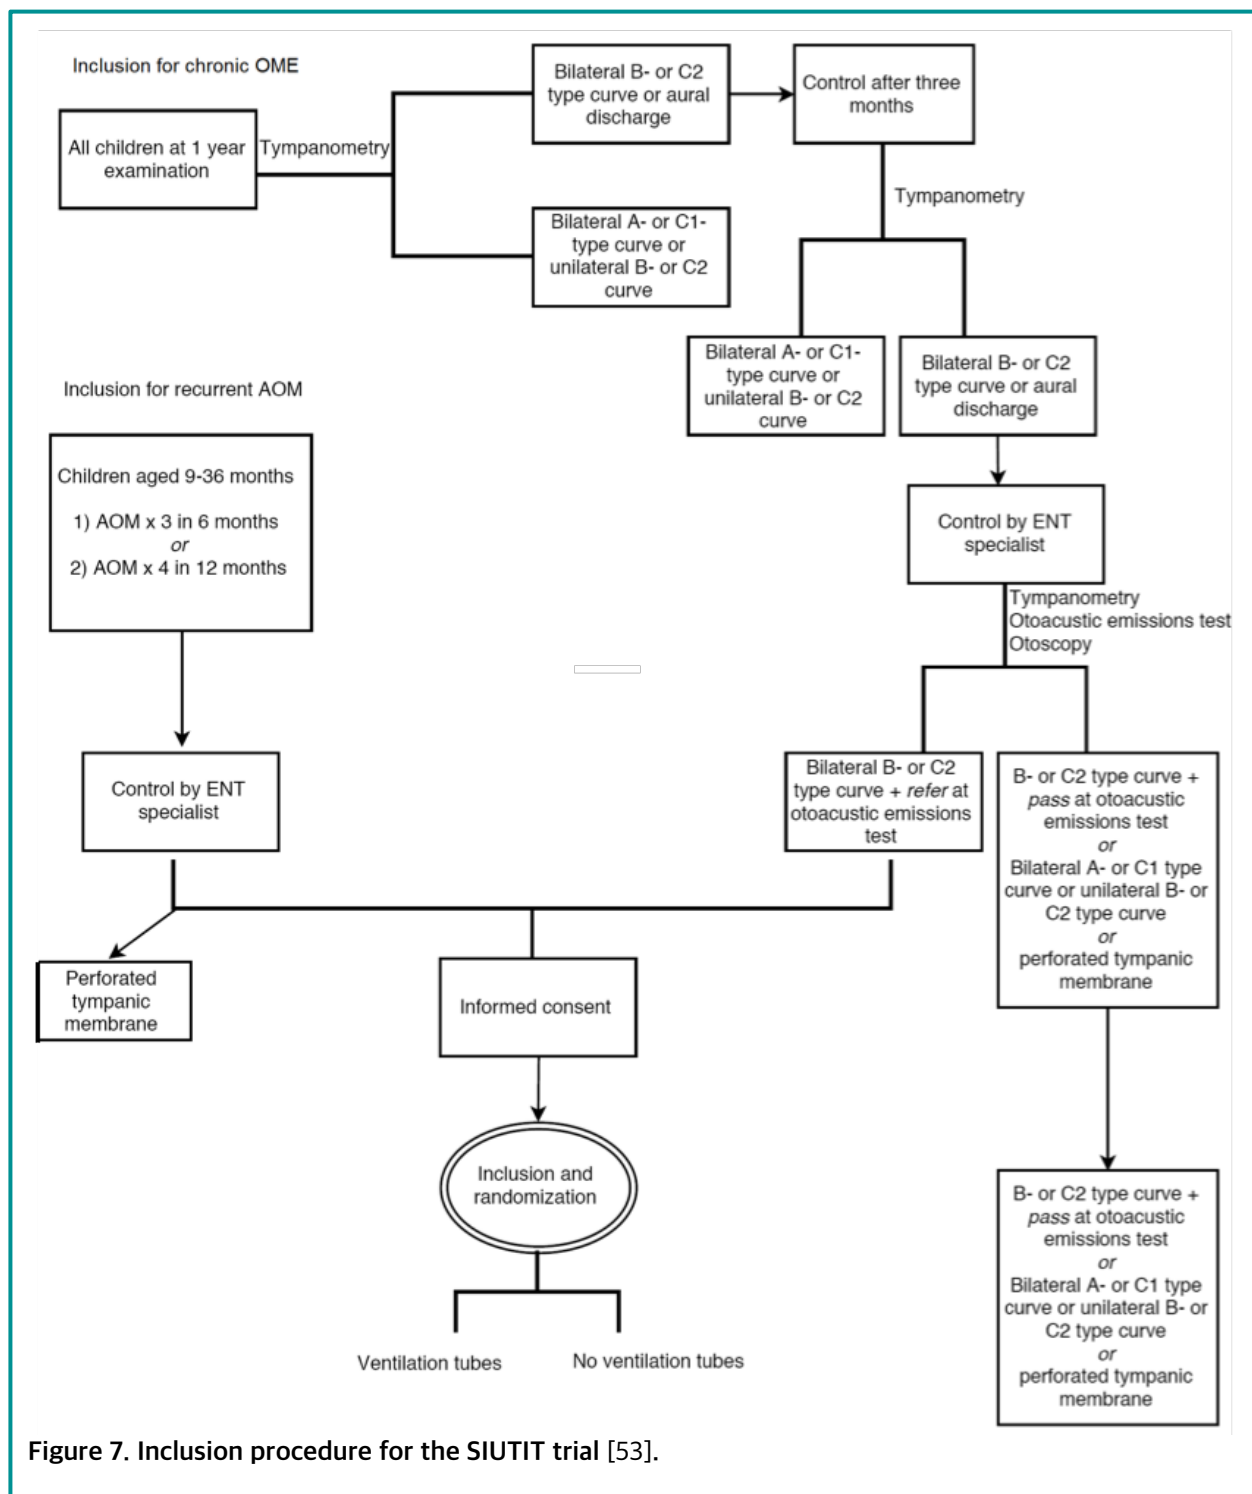 Inclusion for chronic OME
All children at 1 year
examination
Tympanometry
Bilateral B- or C2
type curve or aural
discharge
Control after three
months
Bilateral A- or C1-
type curve or
unilateral B- or C2
curve
Tympanometry
Bilateral A- or C1-
type curve or
unilateral B- or C2
curve
Bilateral B- or C2
type curve or aural
discharge
Control by ENT
specialist
Tympanometry
Otoacustic emissions test
Otoscopy
Bilateral B- or C2
type curve + refer at
otoacustic emissions
test
B- or C2 type curve +
pass at otoacustic
emissions test
or
Bilateral A- or C1 type
curve or unilateral B- or
C2 type curve
or
perforated tympanic
membrane
B- or C2 type curve +
pass at otoacustic
emissions test
or
Bilateral A- or C1 type
curve or unilateral B- or
C2 type curve
or
perforated tympanic
membrane
Inclusion for recurrent AOM
Children aged 9-36 months
1) AOM x 3 in 6 months
or
2) AOM x 4 in 12 months
Control by ENT
specialist
Perforated
tympanic
membrane
Informed consent
Inclusion and
randomization
Ventilation tubes
No ventilation tubes
Figure 7. Inclusion procedure for the SIUTIT trial [53].